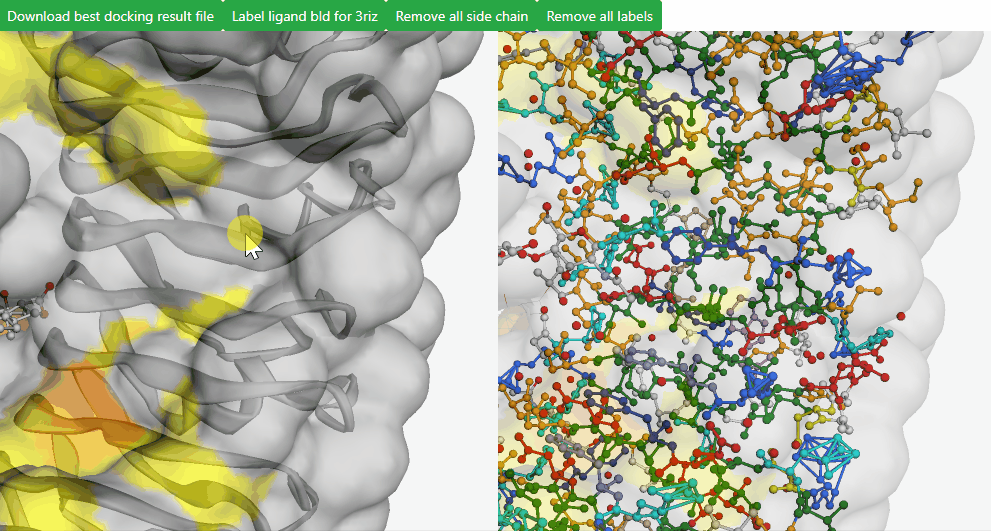 Download best docking result file
Label ligand bld for 3riz
Remove all side chain
Remove all labels